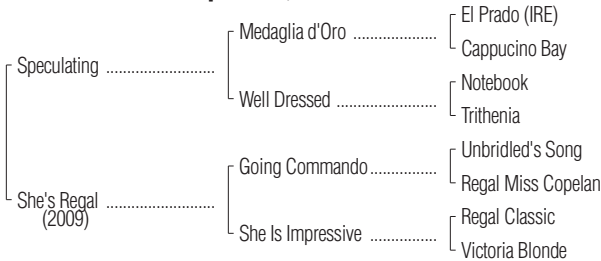 El Prado (IRE)
Medaglia d'Oro ..................
Cappucino Bay
Speculating ........................
Notebook
Well Dressed ......................
Trithenia
Unbridled's Song
Going Commando ...............
Regal Miss Copelan
She's Regal ........................
(2009)
Regal Classic
She Is Impressive ...............
Victoria Blonde